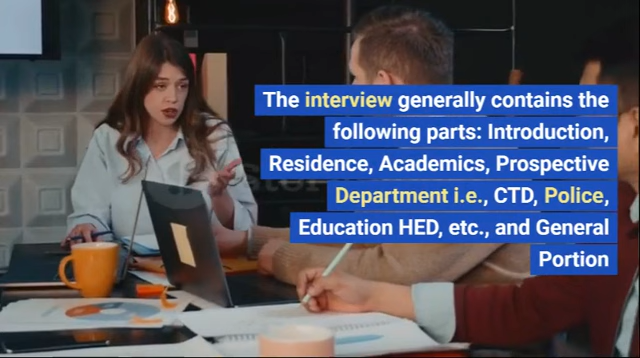 The interview generally contains the
following parts: Introduction,
Residence, Academics, Prospective
Department i.e., CTD, Police,
Education HED, etc., and General
Portion